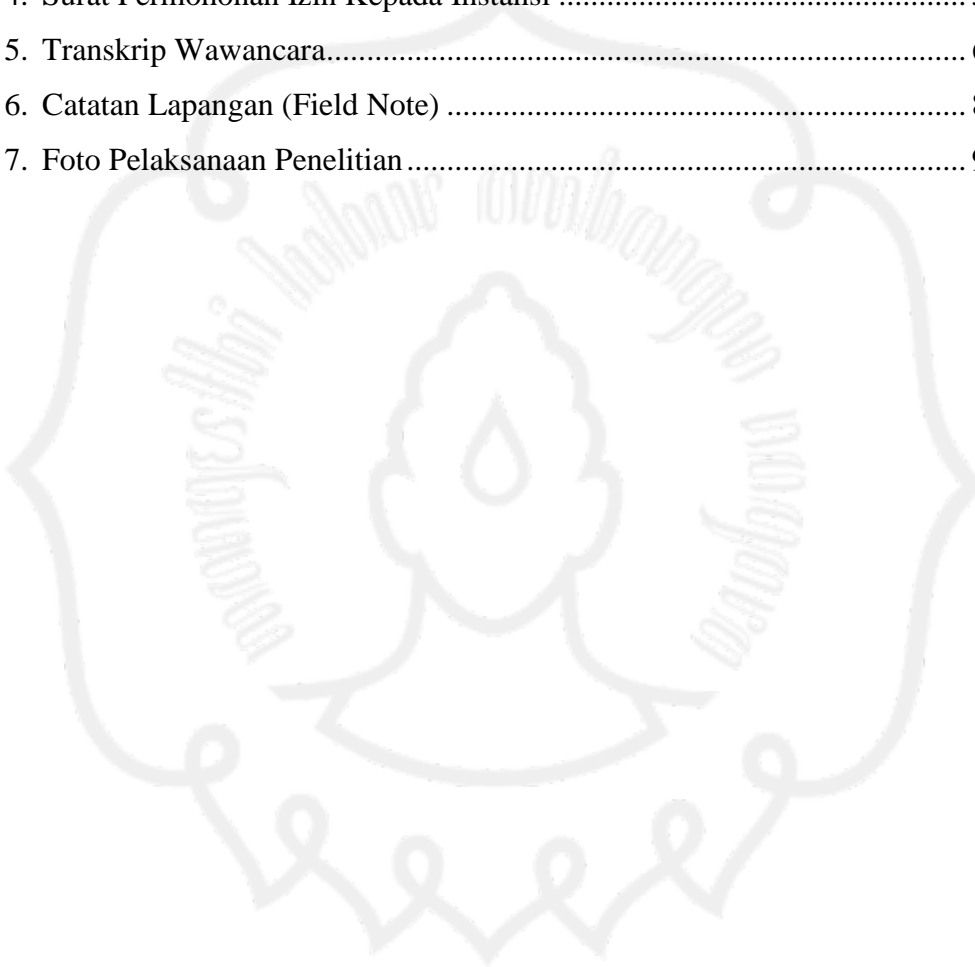 4. Surat Permohonan Izin Kepada Instansi ........................................................
5. Transkrip Wawancara....................................................................................
6. Catatan Lapangan (Field Note) .....................................................................
7. Foto Pelaksanaan Penelitian ..........................................................................